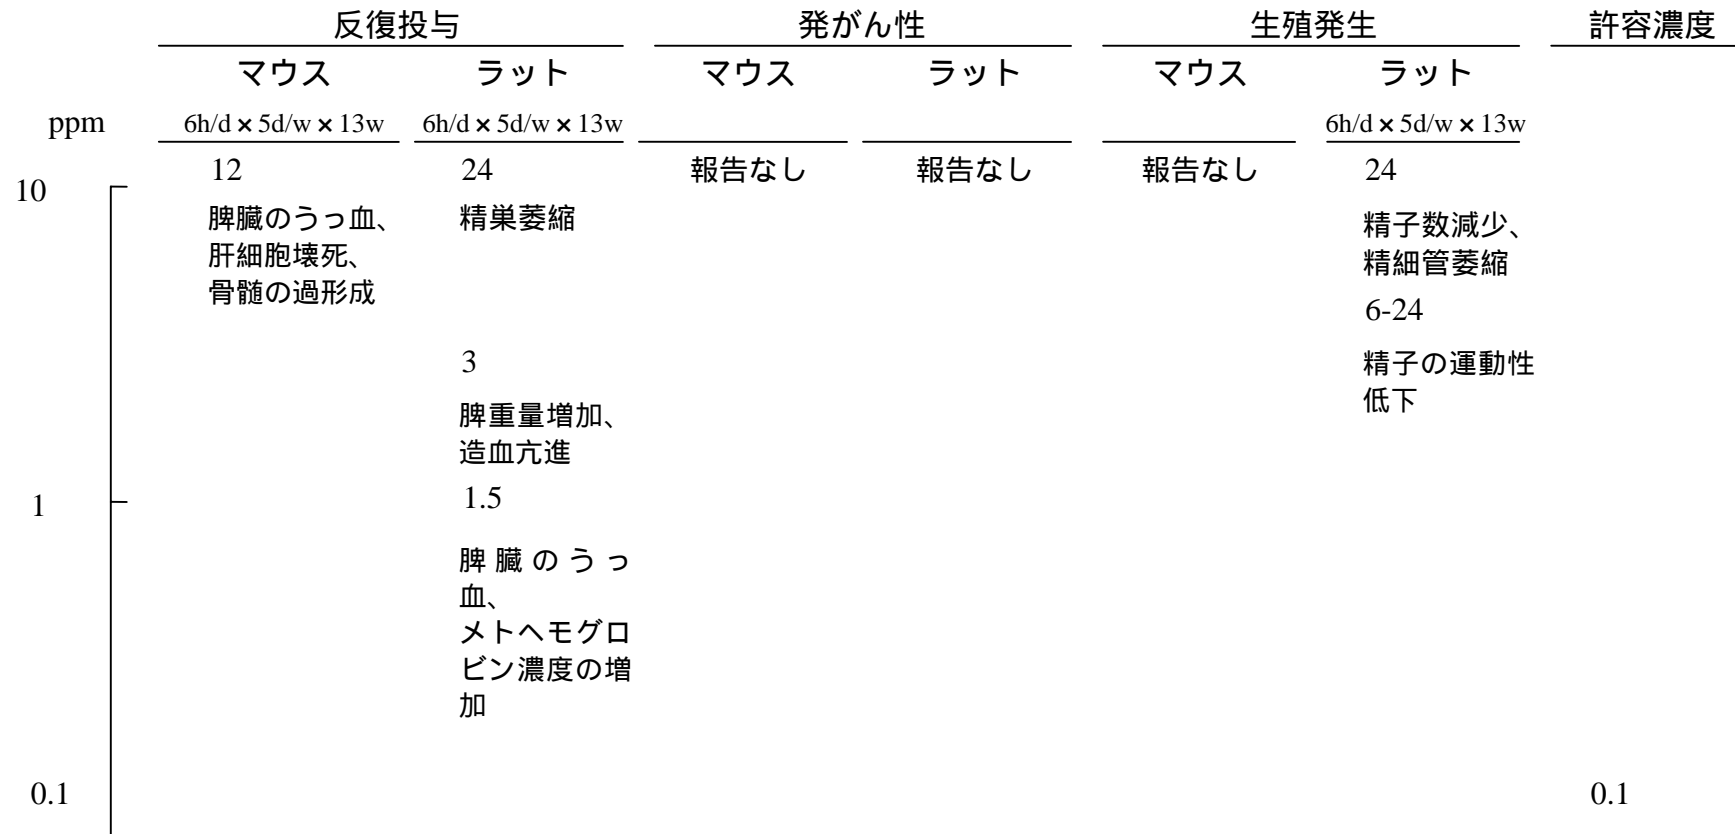 反復投与 発がん性 生殖発生 許容濃度
マウス ラット マウス ラット マウス ラット
ppm 6h/d×5d/w×13w 6h/d×5d/w×13w 6h/d×5d/w×13w
12 24 報告なし 報告なし 報告なし 24
10
脾臓のうっ血、 精巣萎縮 精子数減少、
肝細胞壊死、 精細管萎縮
骨髄の過形成
6-24
3 精子の運動性
低下
脾重量増加、
造血亢進
1.5
1
脾臓のうっ
血、
メトヘモグロ
ビン濃度の増
加
0.1 0.1